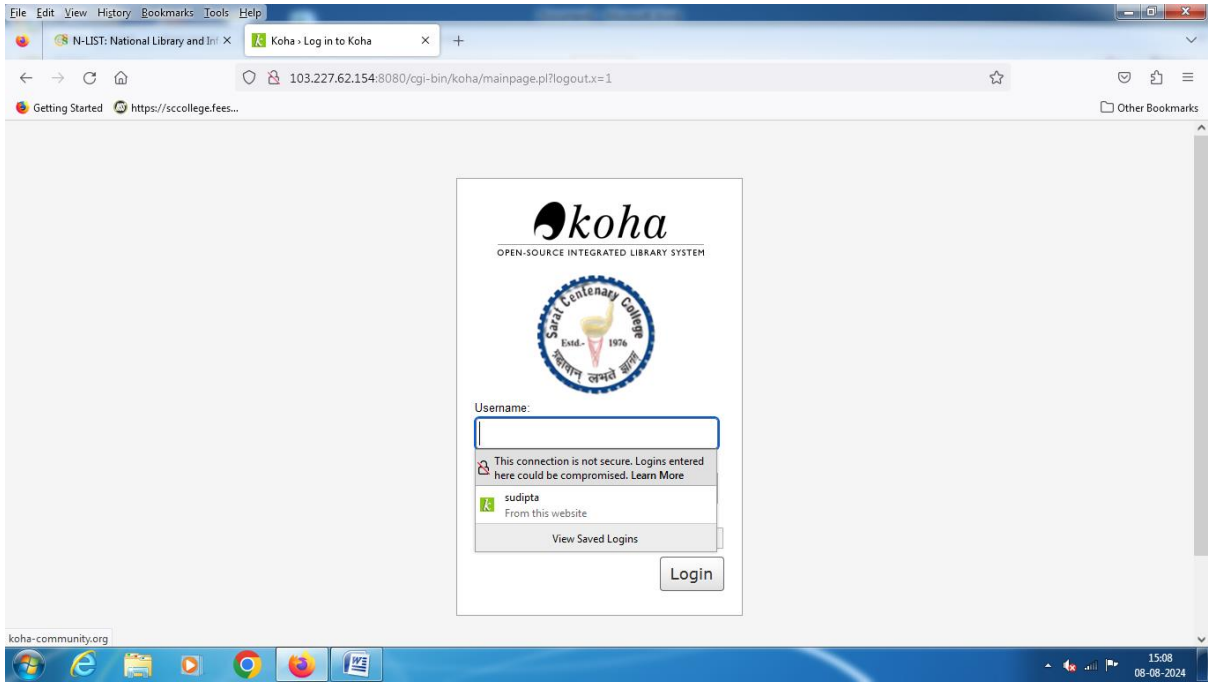 File Edit View History Bookmarks Tools Help
N-LIST: National Library and Inf
Koha › Log in to Koha
103.227.62.154:8080/cgi-bin/koha/mainpage.pl?logout.x=1
Getting Started https://sccollege.fees... Other Bookmarks
koha
OPEN-SOURCE INTEGRATED LIBRARY SYSTEM
Sarat Centenary College
Estd.- 1976
श्रद्धावान् लभते ज्ञानम्
Username:
This connection is not secure. Logins entered
here could be compromised. Learn More
sudipta
From this website
View Saved Logins
Login
koha-community.org
15:08
08-08-2024